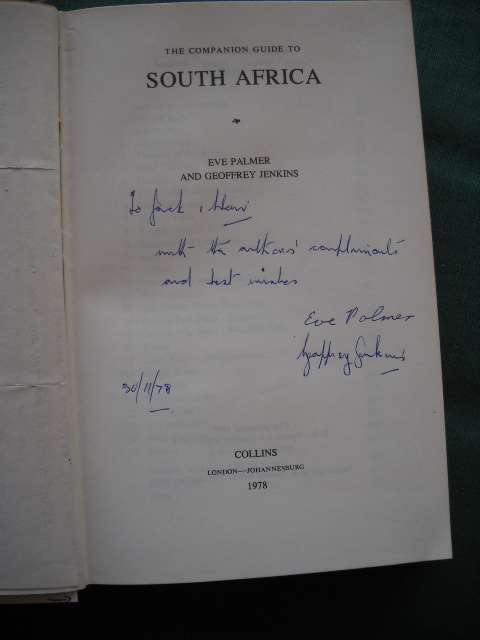 THE COMPANION GUIDE TO
SOUTH AFRICA
EVE PALMER
AND GEOFFREY JENKINS
To Jack
with the authors' compliments
and best wishes
Eve Palmer
Geoffrey Jenkins
30/11/78
COLLINS
LONDON—JOHANNESBURG
1978